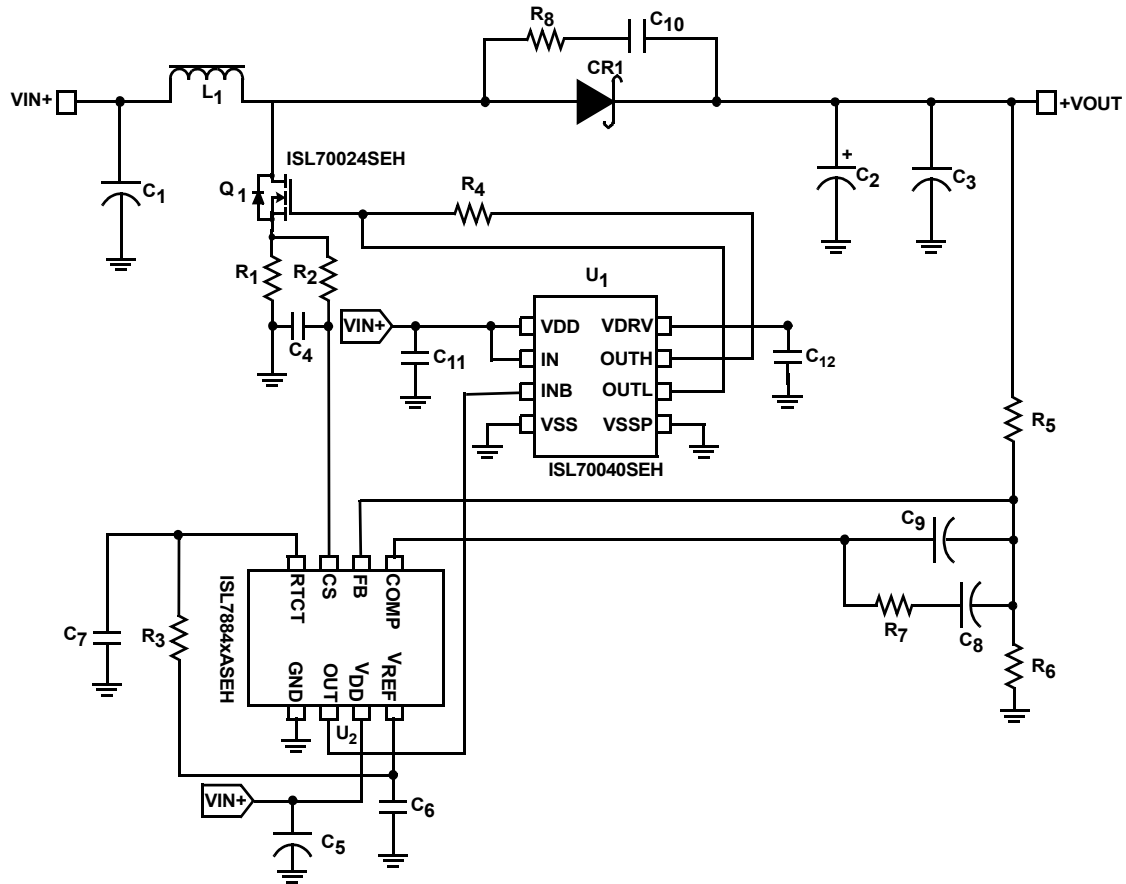 R8
C10
CR1
L1
VIN+
+VOUT
ISL70024SEH
Q1
C1
R4
+
C2
C3
R1
R2
U1
VIN+
VDD
VDRV
C4
C11
IN
OUTH
C12
INB
OUTL
R5
VSS
VSSP
ISL70040SEH
C9
RTCT
CS
FB
COMP
ISL7884xASEH
C7
R3
R7
C8
R6
GND
OUT
VDD
VREF
U2
VIN+
C6
C5